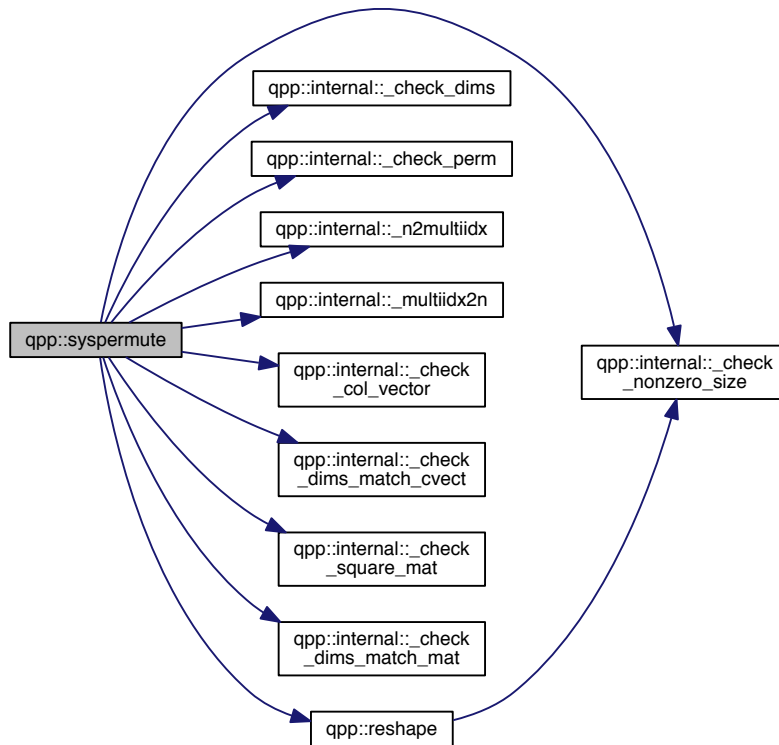 qpp::internal::_check_dims
qpp::internal::_check_perm
qpp::internal::_n2multiidx
qpp::internal::_multiidx2n
qpp::syspermute
qpp::internal::_check
_nonzero_size
qpp::internal::_check
_col_vector
qpp::internal::_check
_dims_match_cvect
qpp::internal::_check
_square_mat
qpp::internal::_check
_dims_match_mat
qpp::reshape